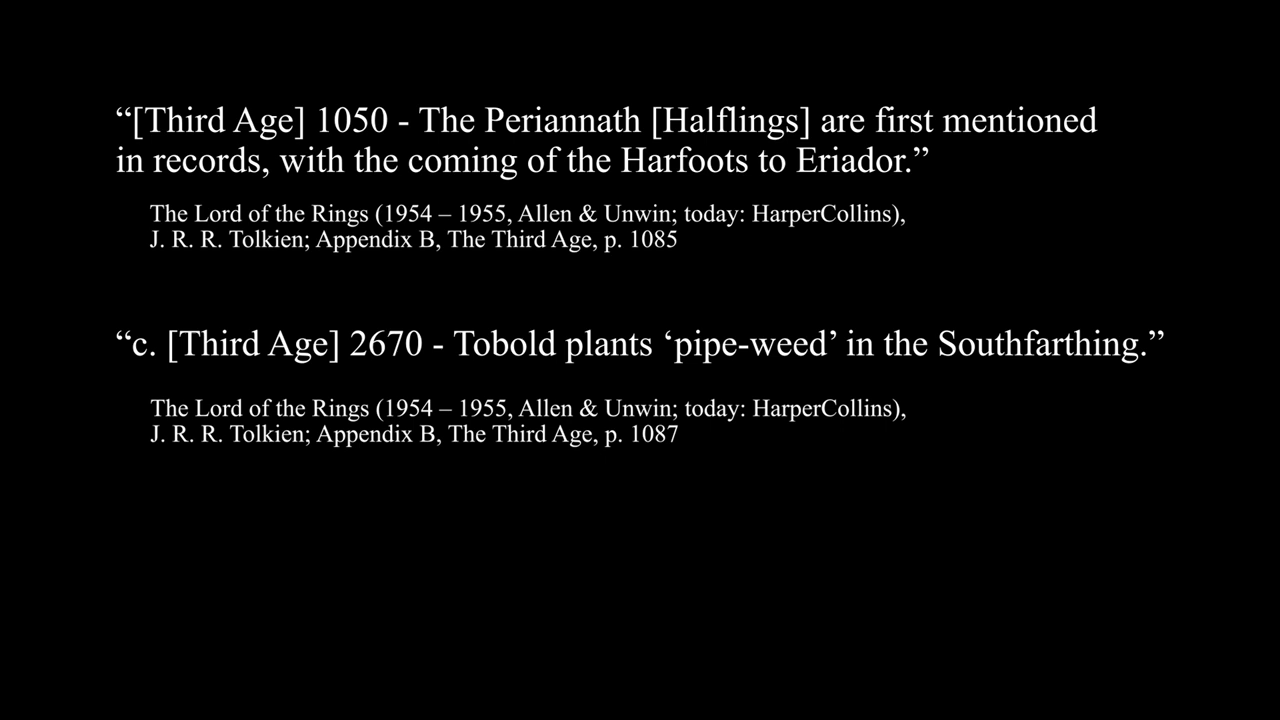 “[Third Age] 1050 - The Periannath [Halflings] are first mentioned
in records, with the coming of the Harfoots to Eriador.”
The Lord of the Rings (1954 – 1955, Allen & Unwin; today: HarperCollins),
J. R. R. Tolkien; Appendix B, The Third Age, p. 1085
“c. [Third Age] 2670 - Tobold plants ‘pipe-weed’ in the Southfarthing.”
The Lord of the Rings (1954 – 1955, Allen & Unwin; today: HarperCollins),
J. R. R. Tolkien; Appendix B, The Third Age, p. 1087